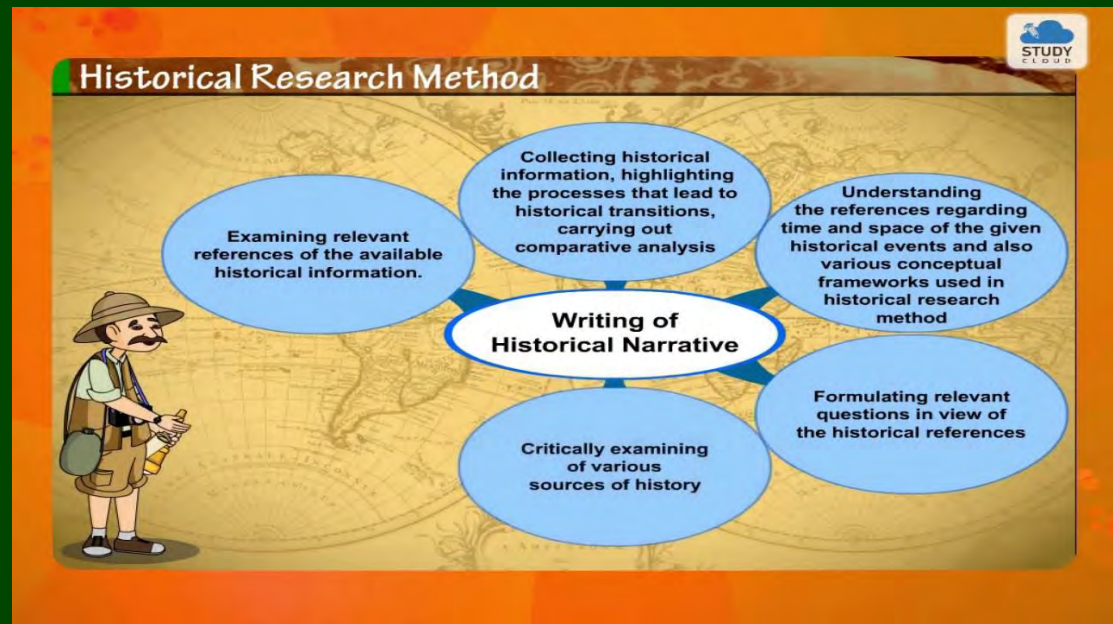 STUDY
CLOUD
Historical Research Method
Examining relevant
references of the available
historical information.
Collecting historical
information, highlighting
the processes that lead to
historical transitions,
carrying out
comparative analysis
Understanding
the references regarding
time and space of the given
historical events and also
various conceptual
frameworks used in
historical research
method
Writing of
Historical Narrative
Critically examining
of various
sources of history
Formulating relevant
questions in view of
the historical references